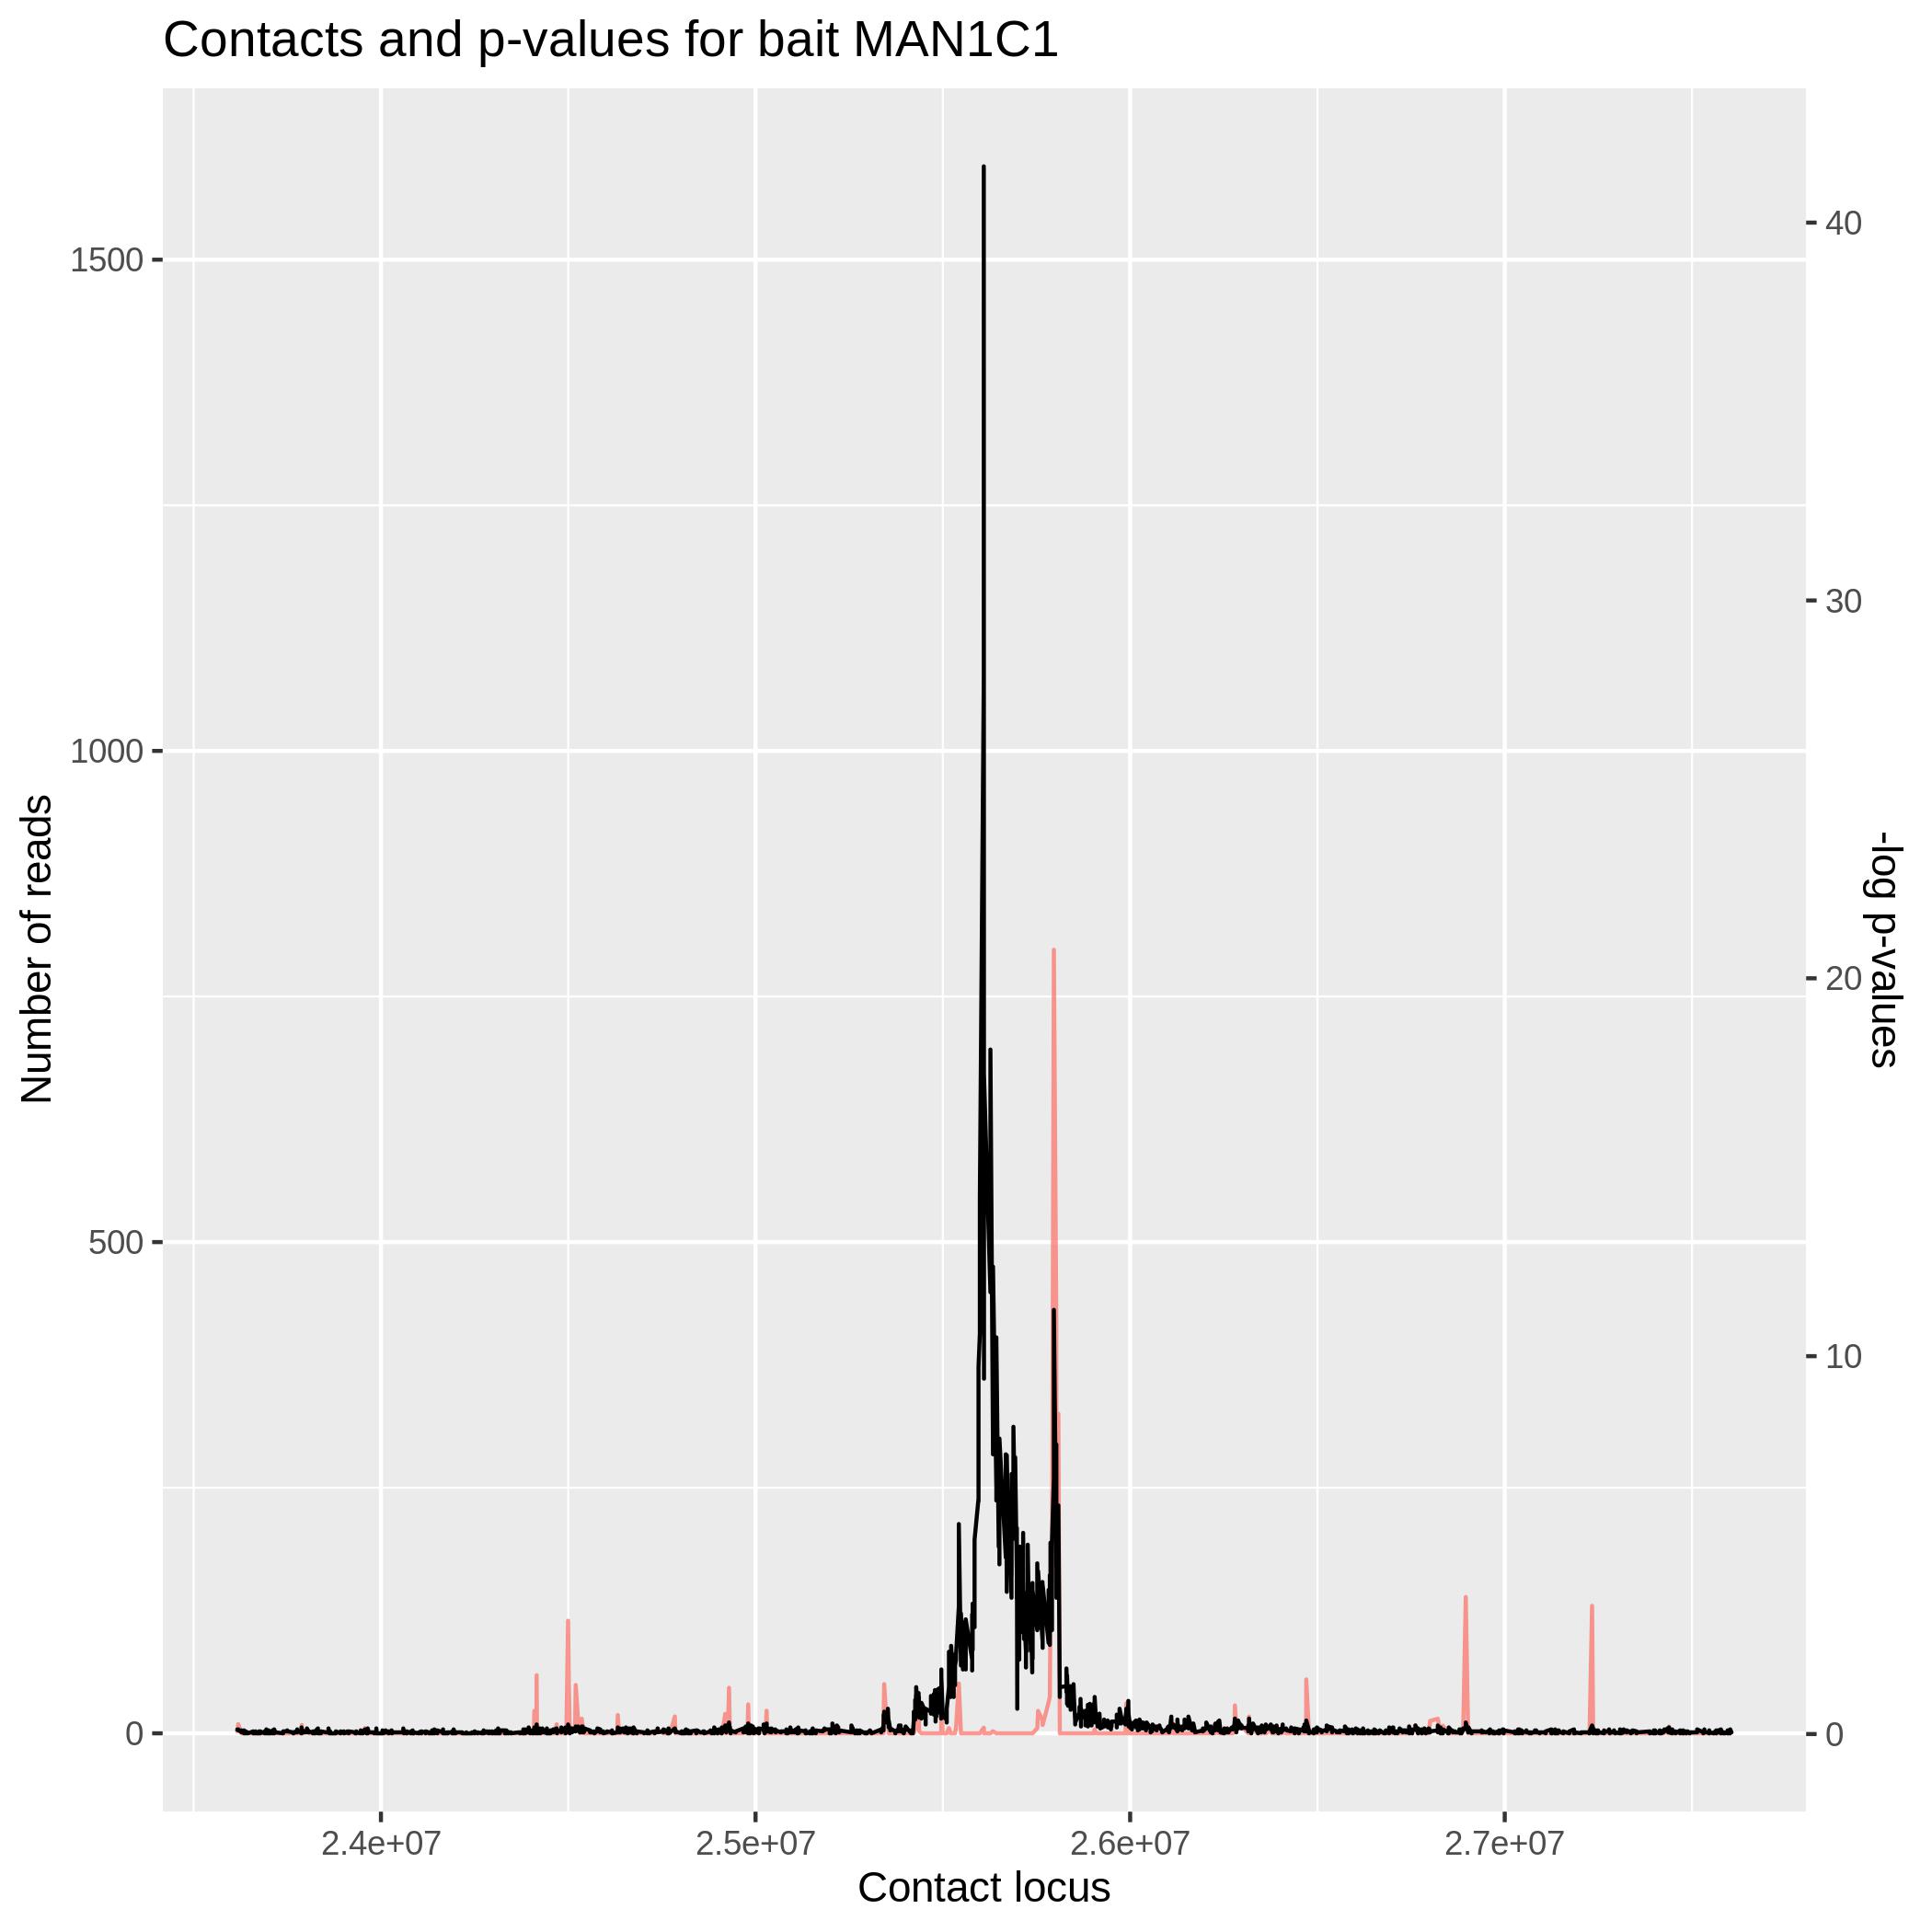 Contacts and p-values for bait MAN1C1
Number of reads
1500
1000
500
0
40
30
20
10
0
-log p-values
2.4e+07
2.5e+07
2.6e+07
2.7e+07
Contact locus